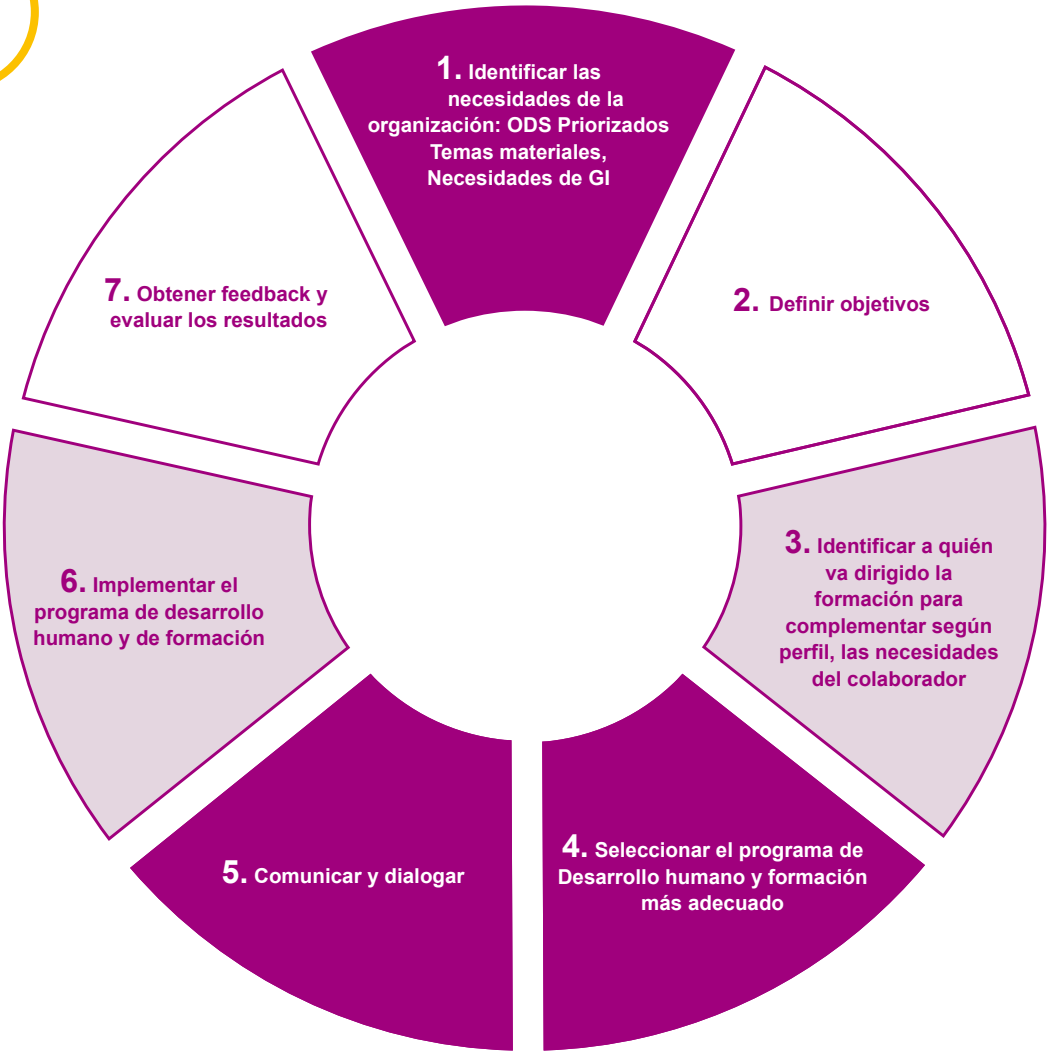 1. Identificar las
necesidades de la
organización: ODS Priorizados
Temas materiales,
Necesidades de GI
2. Definir objetivos
3. Identificar a quién
va dirigido la
formación para
complementar según
perfil, las necesidades
del colaborador
4. Seleccionar el programa de
Desarrollo humano y formación
más adecuado
5. Comunicar y dialogar
6. Implementar el
programa de desarrollo
humano y de formación
7. Obtener feedback y
evaluar los resultados